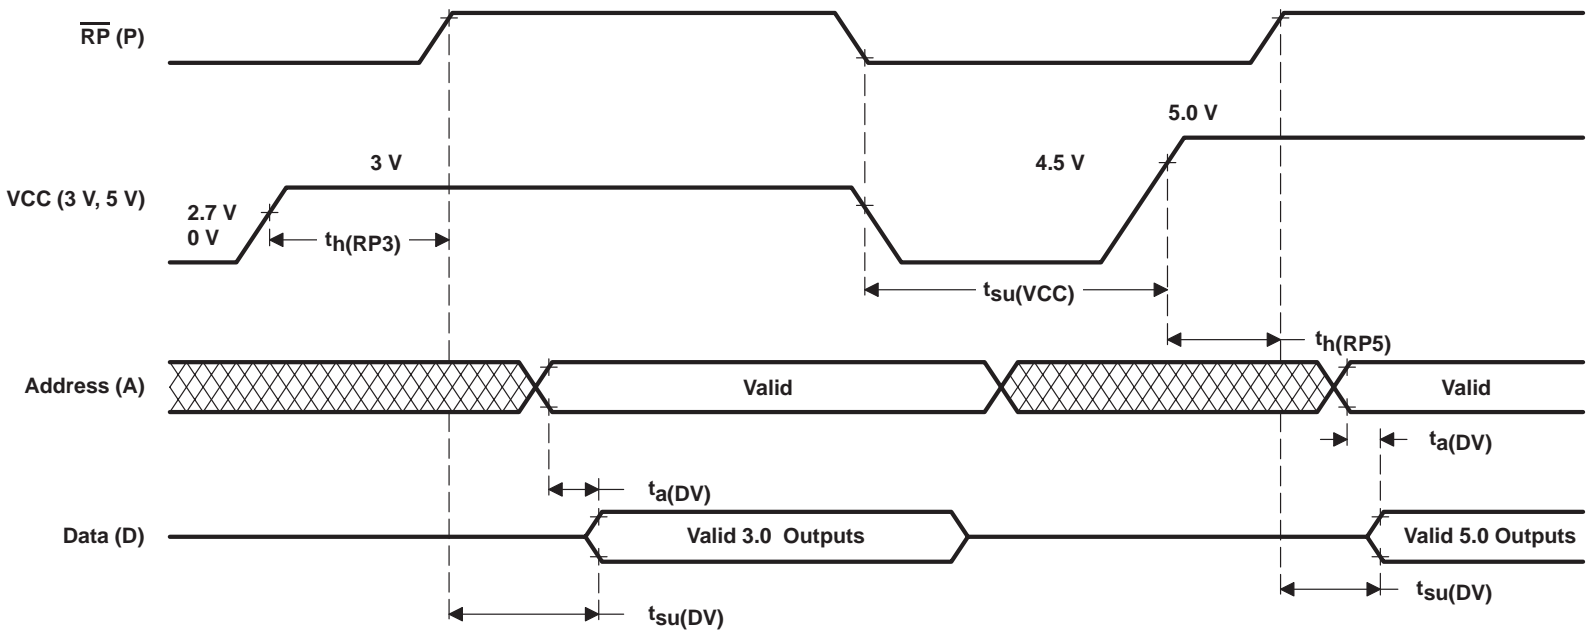 RP (P)
5.0 V
3 V
4.5 V
VCC (3 V, 5 V)
2.7 V
0 V
th(RP3)
tsu(VCC)
th(RP5)
Address (A)
Valid
Valid
ta(DV)
ta(DV)
Data (D)
Valid 3.0 Outputs
Valid 5.0 Outputs
tsu(DV)
tsu(DV)